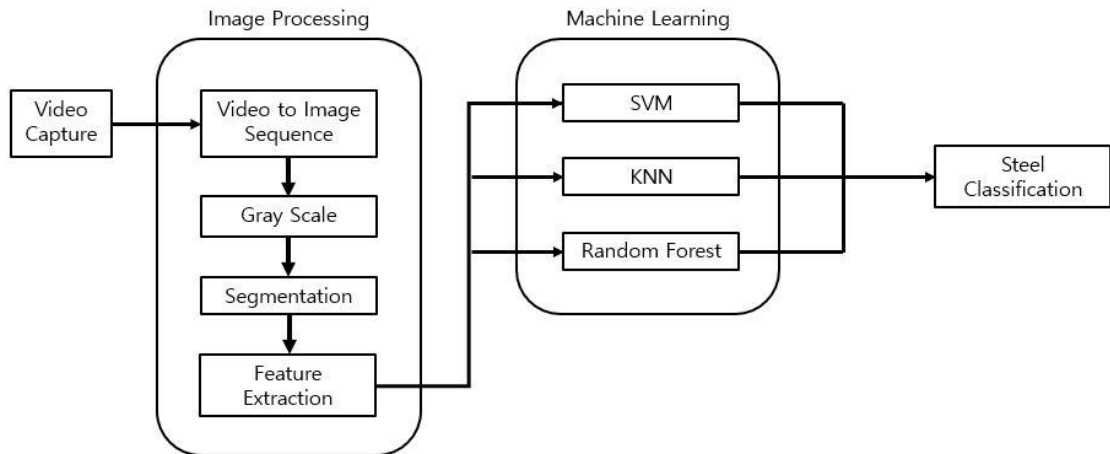 Image Processing
Machine Learning
Video
Capture
Video to Image
Sequence
Gray Scale
Segmentation
Feature
Extraction
SVM
KNN
Random Forest
Steel
Classification